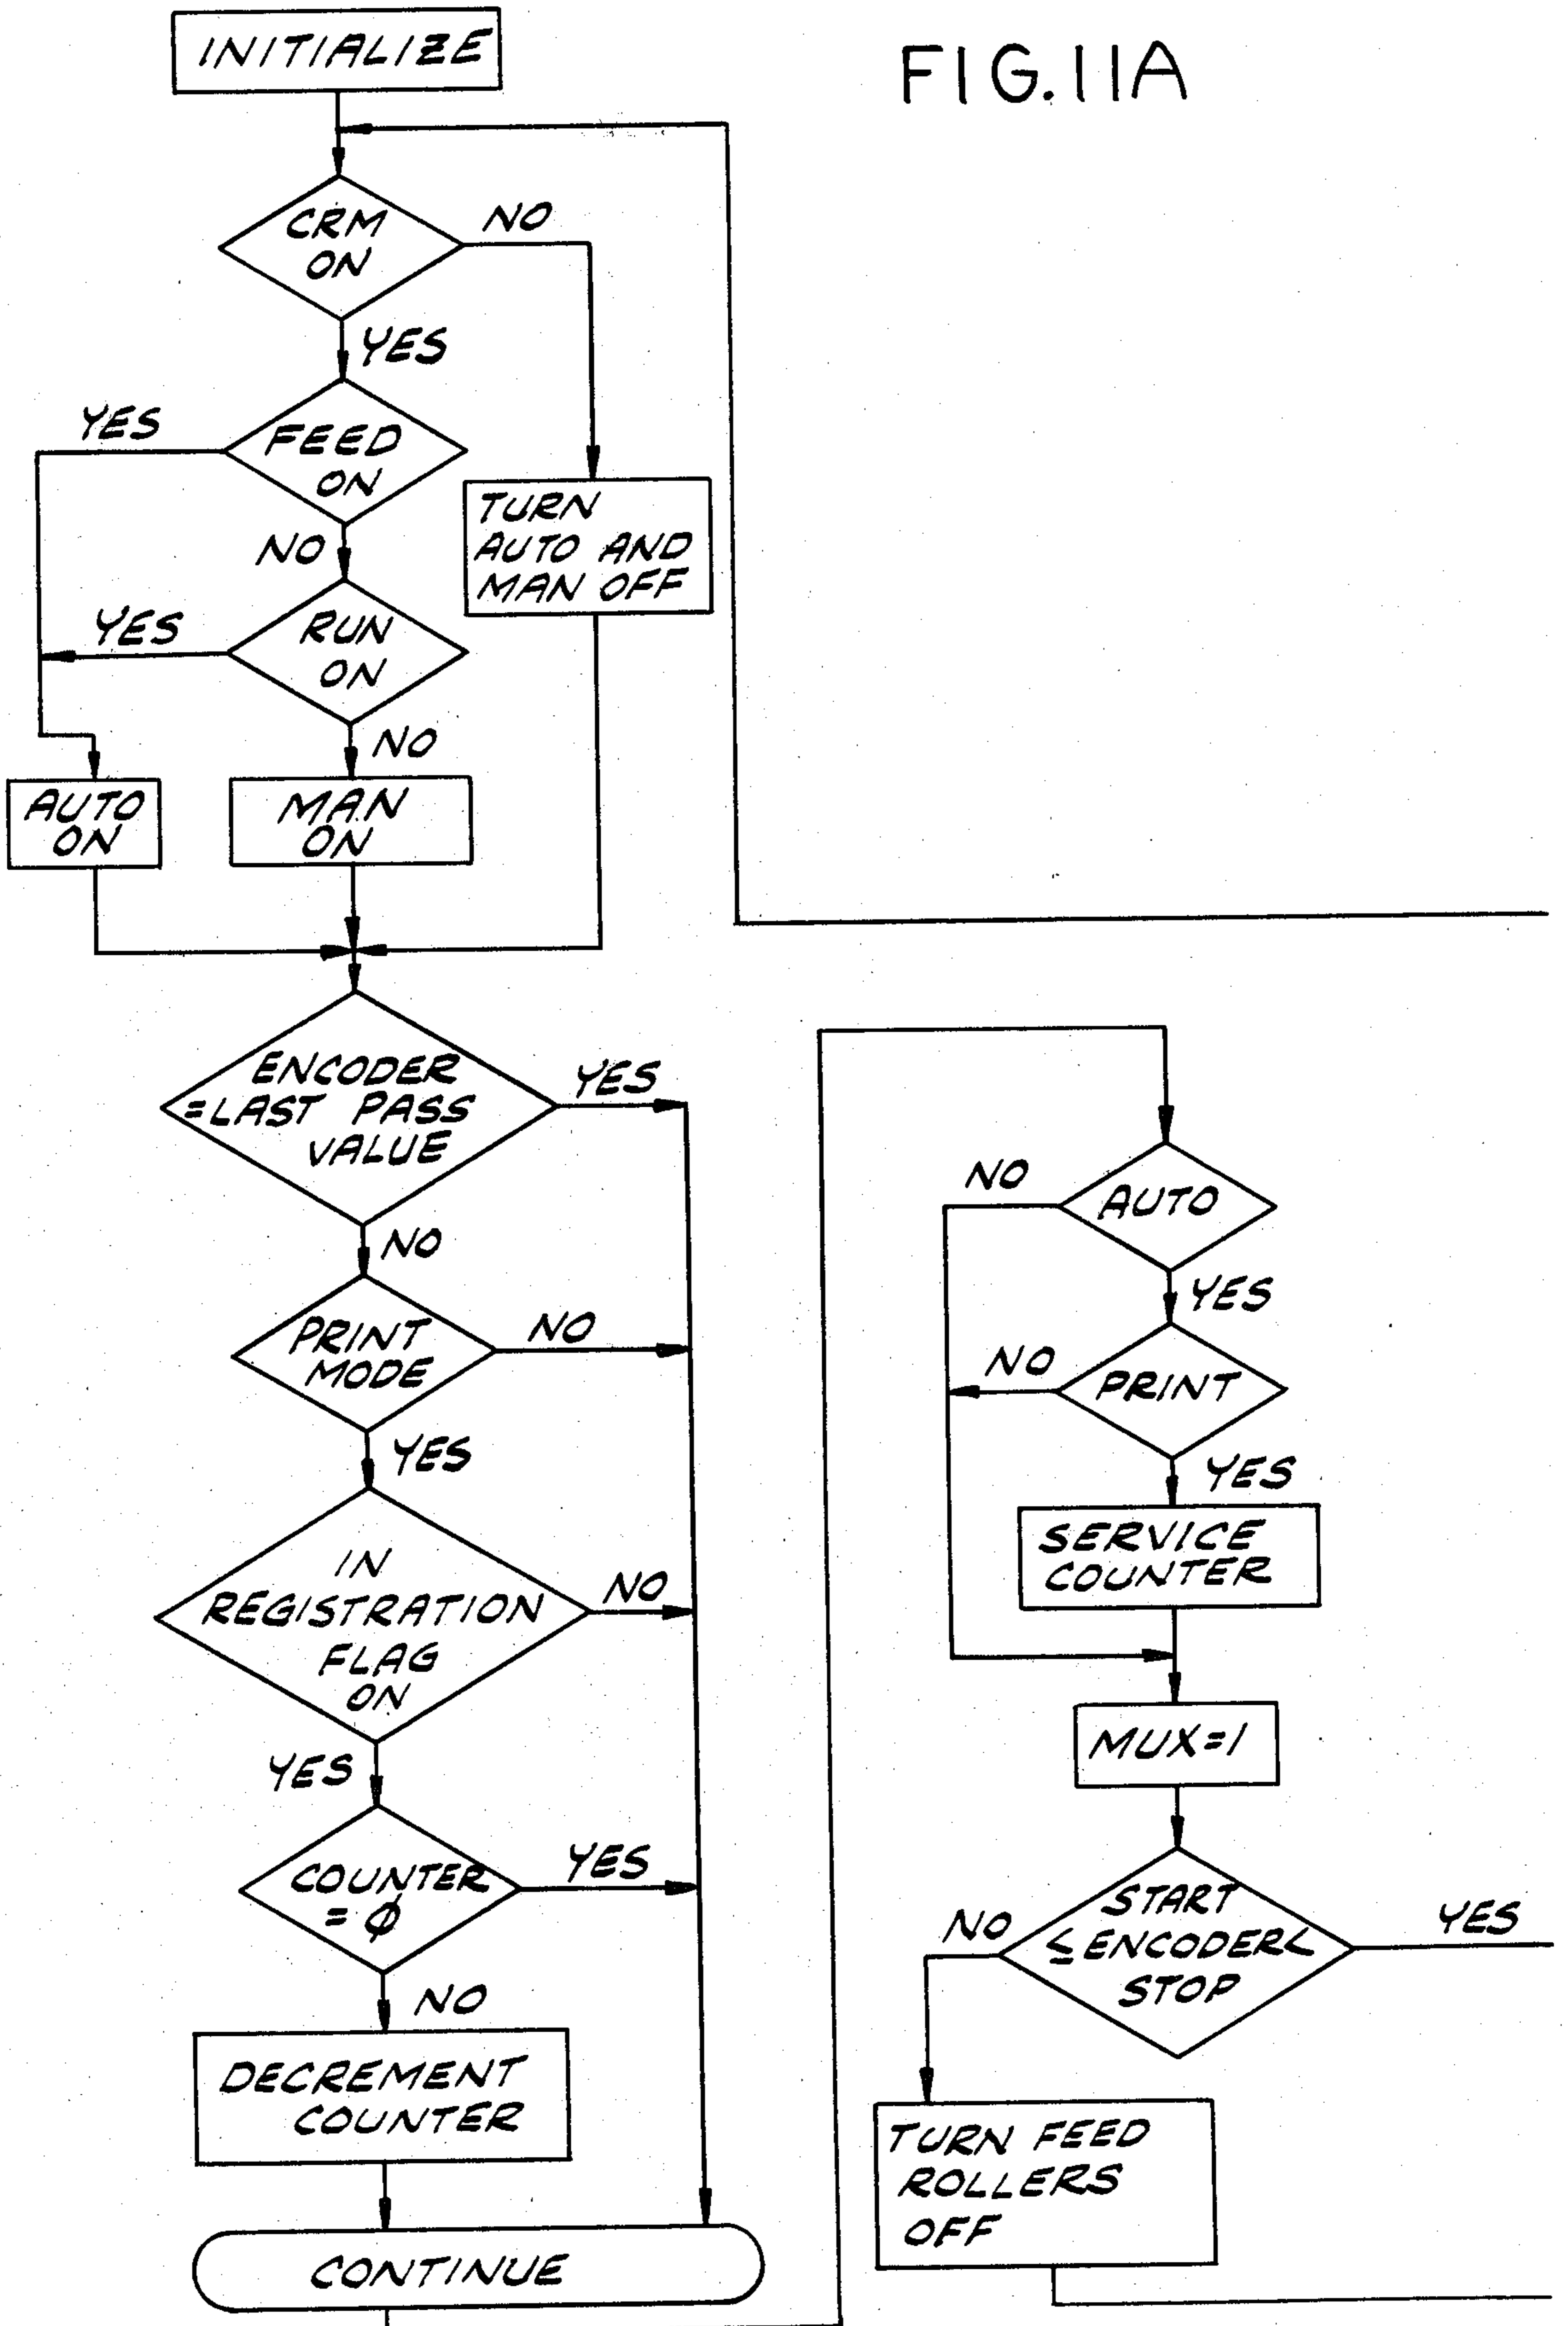 INITIALIZE
FIG.11A
CRM
ON
NO
YES
YES
FEED
ON
NO
TURN
AUTO AND
MAN OFF
YES
RUN
ON
NO
AUTO
ON
MAN
ON
ENCODER
=LAST PASS
VALUE
YES
NO
PRINT
MODE
NO
YES
IN
REGISTRATION
FLAG
ON
NO
YES
COUNTER
= φ
YES
NO
DECREMENT
COUNTER
CONTINUE
NO
AUTO
YES
NO
PRINT
YES
SERVICE
COUNTER
MUX=1
NO
START
≤ENCODER<
STOP
YES
TURN FEED
ROLLERS
OFF